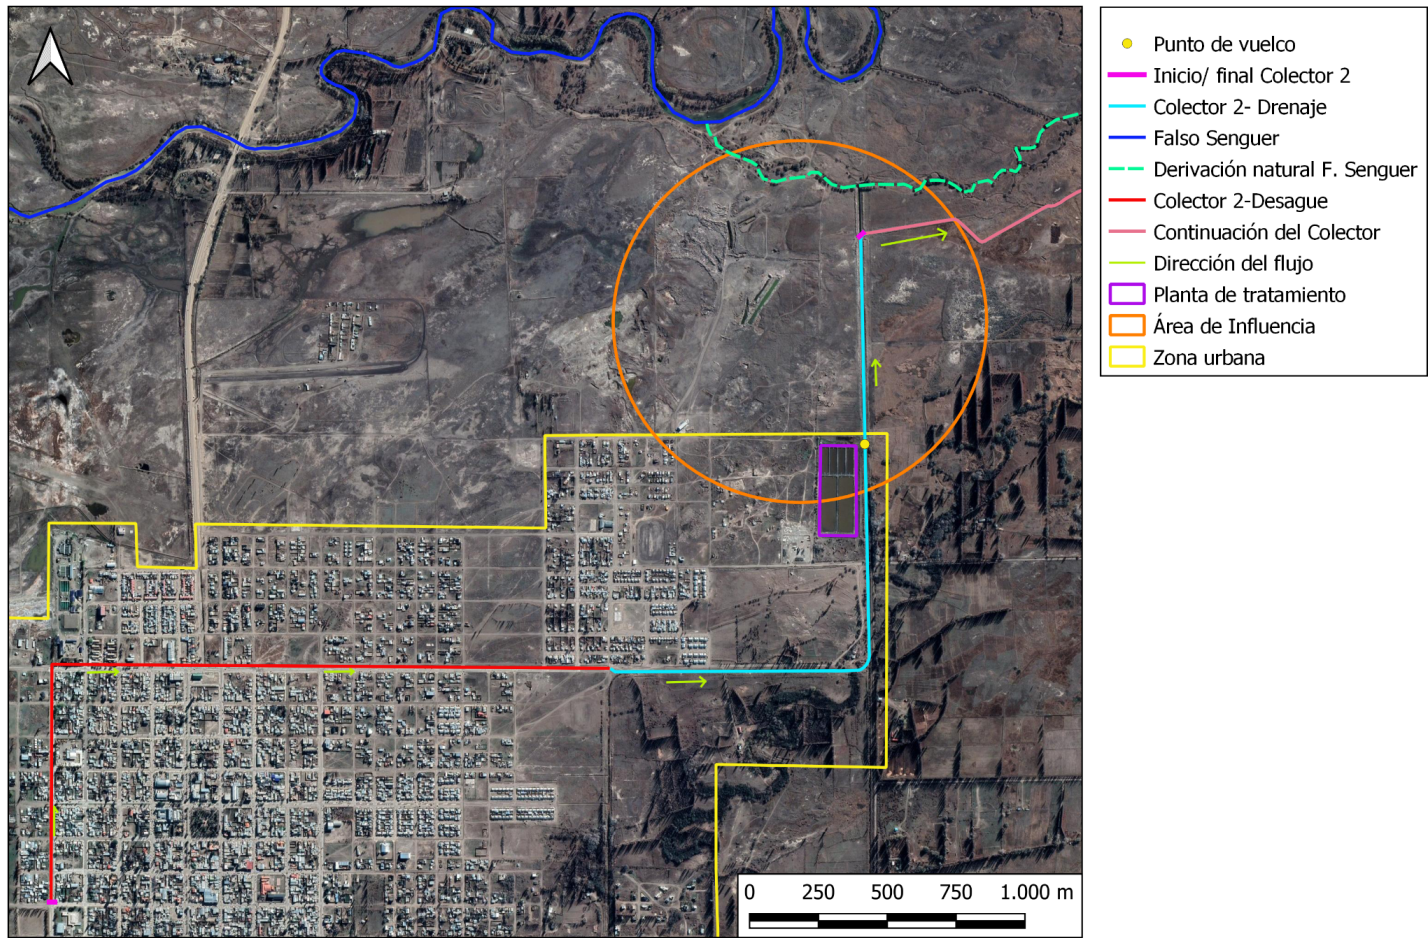 Punto de vuelco
Inicio/ final Colector 2
Colector 2- Drenaje
Falso Senguer
Derivación natural F. Senguer
Colector 2-Desague
Continuación del Colector
Dirección del flujo
Planta de tratamiento
Área de Influencia
Zona urbana
0 250 500 750 1.000 m